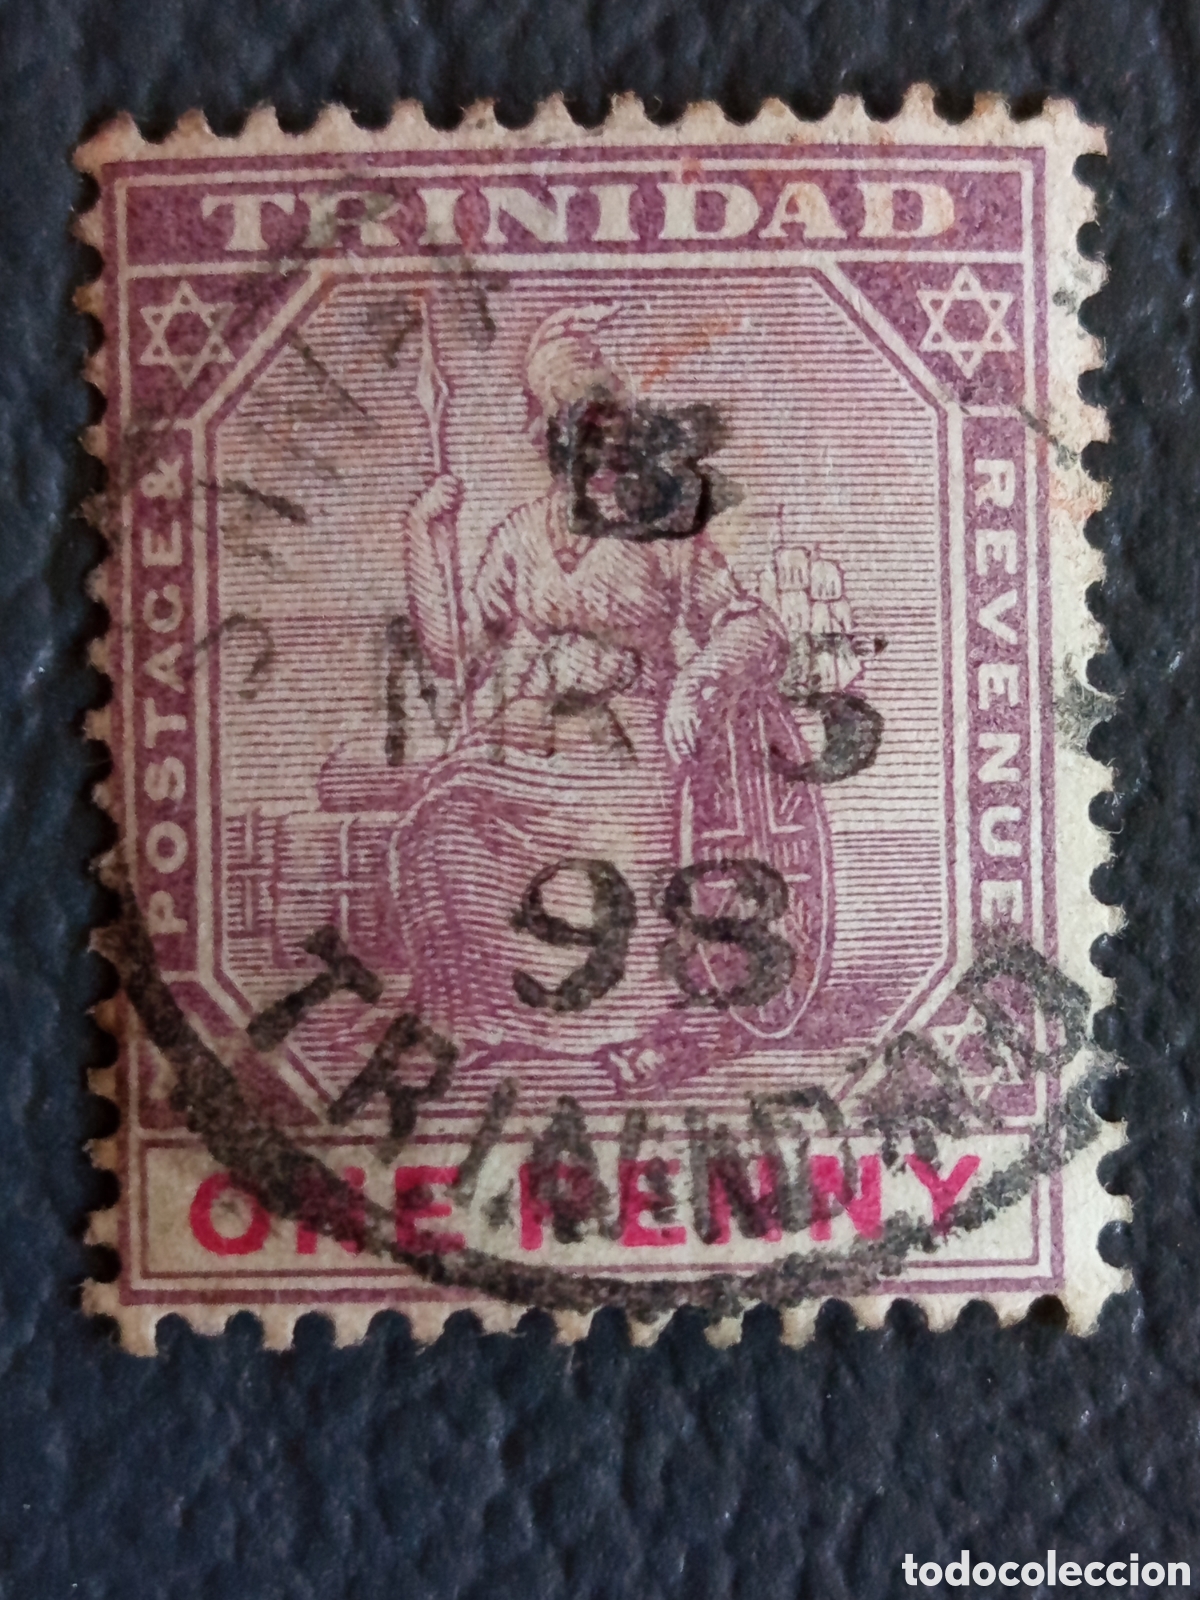 TRINIDAD
POSTAGE &
REVENUE
MR 5
98
TRINIDAD
ONE PENNY
todocoleccion